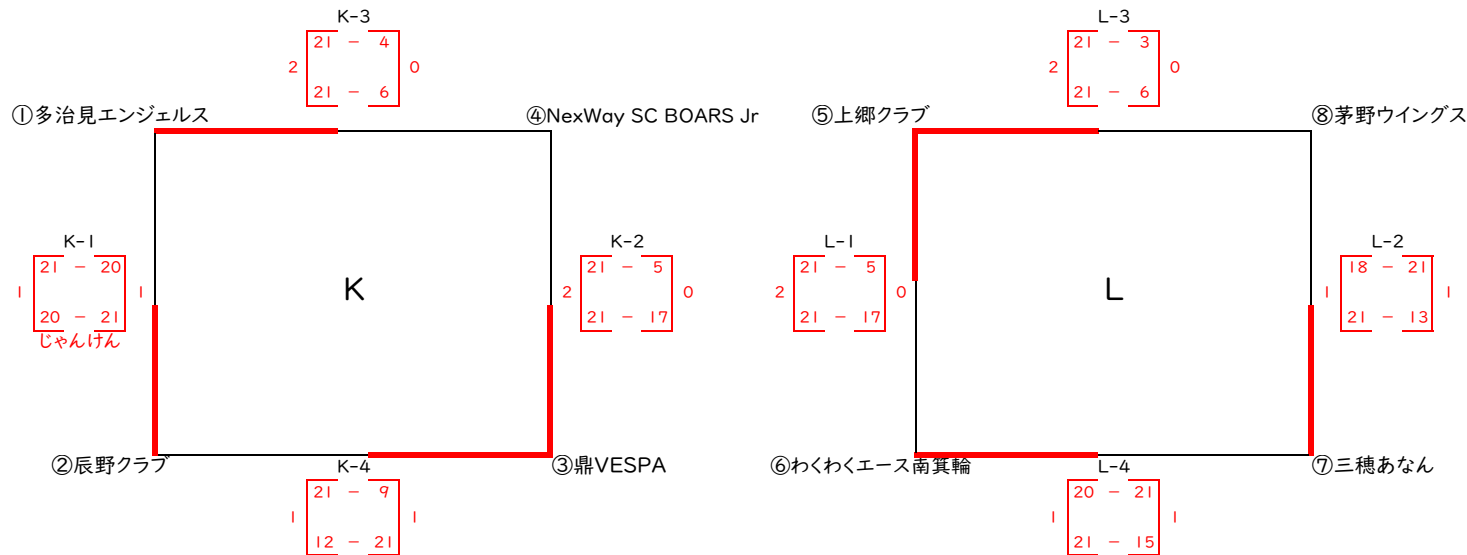 K-3
21 - 4
2 0
21 - 6
①多治見エンジェルス
④NexWay SC BOARS Jr
K-1
21 - 20
1 1
20 - 21
じゃんけん
K
K-2
21 - 5
2 0
21 - 17
②辰野クラブ
K-4
③鼎VESPA
21 - 9
1 1
12 - 21
L-3
21 - 3
2 0
21 - 6
⑤上郷クラブ
⑧茅野ウイングス
L-1
21 - 5
2 0
21 - 17
L
L-2
18 - 21
1 1
21 - 13
⑥わくわくエース南箕輪
L-4
⑦三穂あなん
20 - 21
1 1
21 - 15